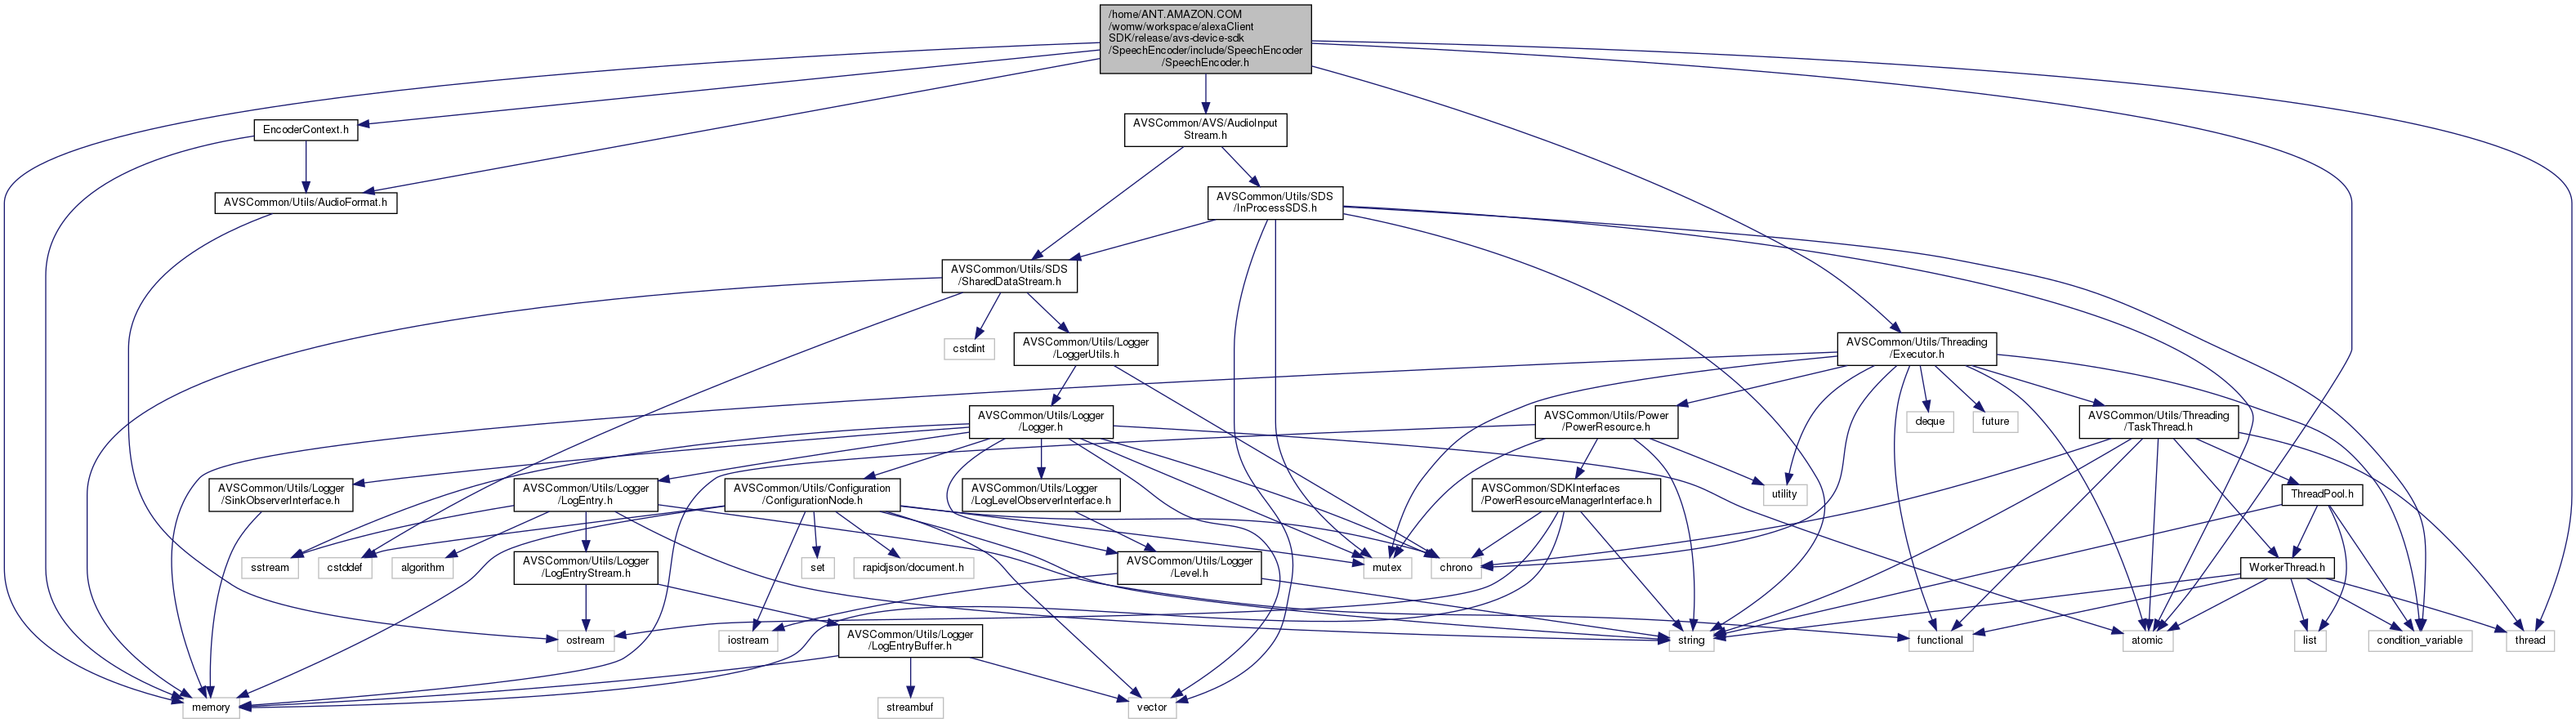 /home/ANT.AMAZON.COM
/womw/workspace/alexaClient
SDK/release/avs-device-sdk
/SpeechEncoder/include/SpeechEncoder
/SpeechEncoder.h
EncoderContext.h
AVSCommon/AVS/AudioInput
Stream.h
AVSCommon/Utils/AudioFormat.h
AVSCommon/Utils/SDS
/InProcessSDS.h
AVSCommon/Utils/SDS
/SharedDataStream.h
cstdint
AVSCommon/Utils/Logger
/LoggerUtils.h
AVSCommon/Utils/Threading
/Executor.h
AVSCommon/Utils/Logger
/Logger.h
AVSCommon/Utils/Power
/PowerResource.h
deque
future
AVSCommon/Utils/Threading
/TaskThread.h
AVSCommon/Utils/Logger
/SinkObserverInterface.h
AVSCommon/Utils/Logger
/LogEntry.h
AVSCommon/Utils/Configuration
/ConfigurationNode.h
AVSCommon/Utils/Logger
/LogLevelObserverInterface.h
AVSCommon/SDKInterfaces
/PowerResourceManagerInterface.h
utility
ThreadPool.h
sstream
cstddef
algorithm
AVSCommon/Utils/Logger
/LogEntryStream.h
set
rapidjson/document.h
AVSCommon/Utils/Logger
/Level.h
mutex
chrono
WorkerThread.h
ostream
iostream
AVSCommon/Utils/Logger
/LogEntryBuffer.h
string
functional
atomic
list
condition_variable
thread
memory
streambuf
vector